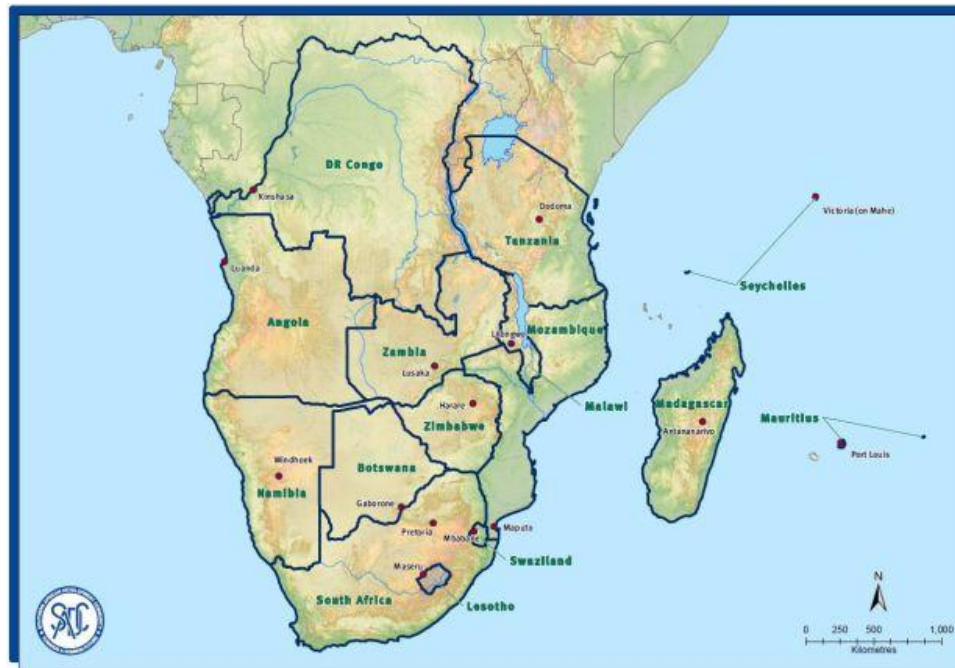 DR Congo
Kinshasa
Dodoma
Tanzania
Victoria (on Mahe)
Luanda
Seychelles
Angola
Mozambique
Lilongwe
Zambia
Lusaka
Malawi
Madagascar
Harare
Zimbabwe
Mauritius
Antananarivo
Port Louis
Windhoek
Botswana
Namibia
Gaborone
Pretoria
Mbabane
Maputo
Swaziland
Maseru
South Africa
Lesotho
N
SADC
0 250 500 1,000
Kilometres